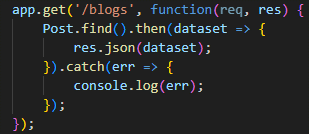 app.get('/blogs', function(req, res) {
    Post.find().then(dataset => {
        res.json(dataset);
    }).catch(err => {
        console.log(err);
    });
});